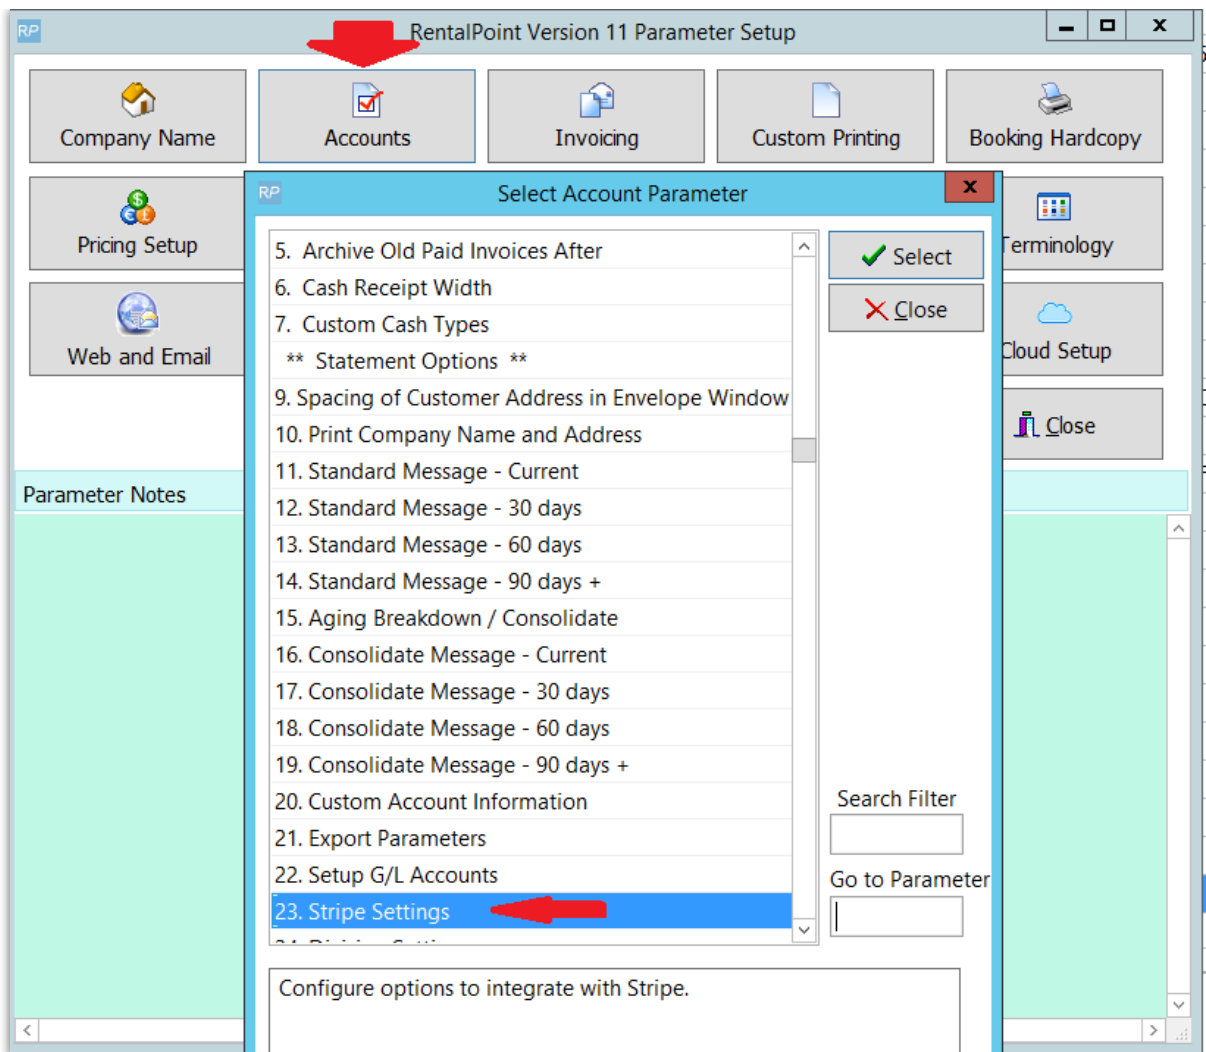 RP RentalPoint Version 11 Parameter Setup
Company Name
Accounts
Invoicing
Custom Printing
Booking Hardcopy
Pricing Setup
Terminology
Web and Email
Cloud Setup
Close
Parameter Notes
RP Select Account Parameter
5. Archive Old Paid Invoices After
6. Cash Receipt Width
7. Custom Cash Types
** Statement Options **
9. Spacing of Customer Address in Envelope Window
10. Print Company Name and Address
11. Standard Message - Current
12. Standard Message - 30 days
13. Standard Message - 60 days
14. Standard Message - 90 days +
15. Aging Breakdown / Consolidate
16. Consolidate Message - Current
17. Consolidate Message - 30 days
18. Consolidate Message - 60 days
19. Consolidate Message - 90 days +
20. Custom Account Information
21. Export Parameters
22. Setup G/L Accounts
23. Stripe Settings
Select
Close
Search Filter
Go to Parameter
Configure options to integrate with Stripe.